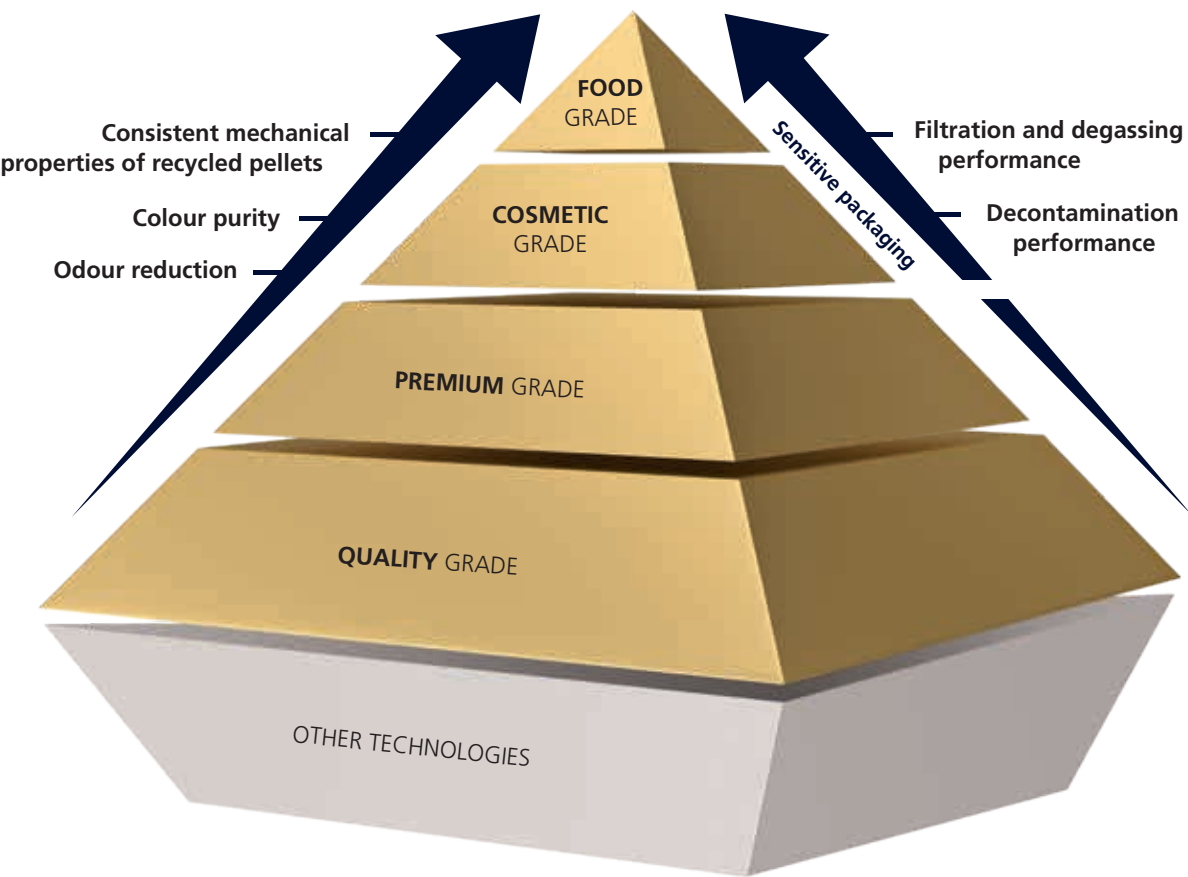 FOOD
GRADE
Consistent mechanical
properties of recycled pellets
Colour purity
Odour reduction
Sensitive packaging
Filtration and degassing
performance
Decontamination
performance
COSMETIC
GRADE
PREMIUM GRADE
QUALITY GRADE
OTHER TECHNOLOGIES